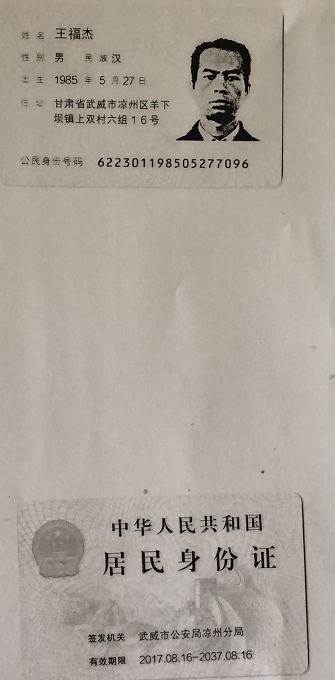 姓名 王福杰
性别 男 民族 汉
出生 1985 年 5 月 27 日
住址 甘肃省武威市凉州区羊下
坝镇上双村六组16号
公民身份号码 622301198505277096
中华人民共和国
居民身份证
签发机关 武威市公安局凉州分局
有效期限 2017.08.16-2037.08.16